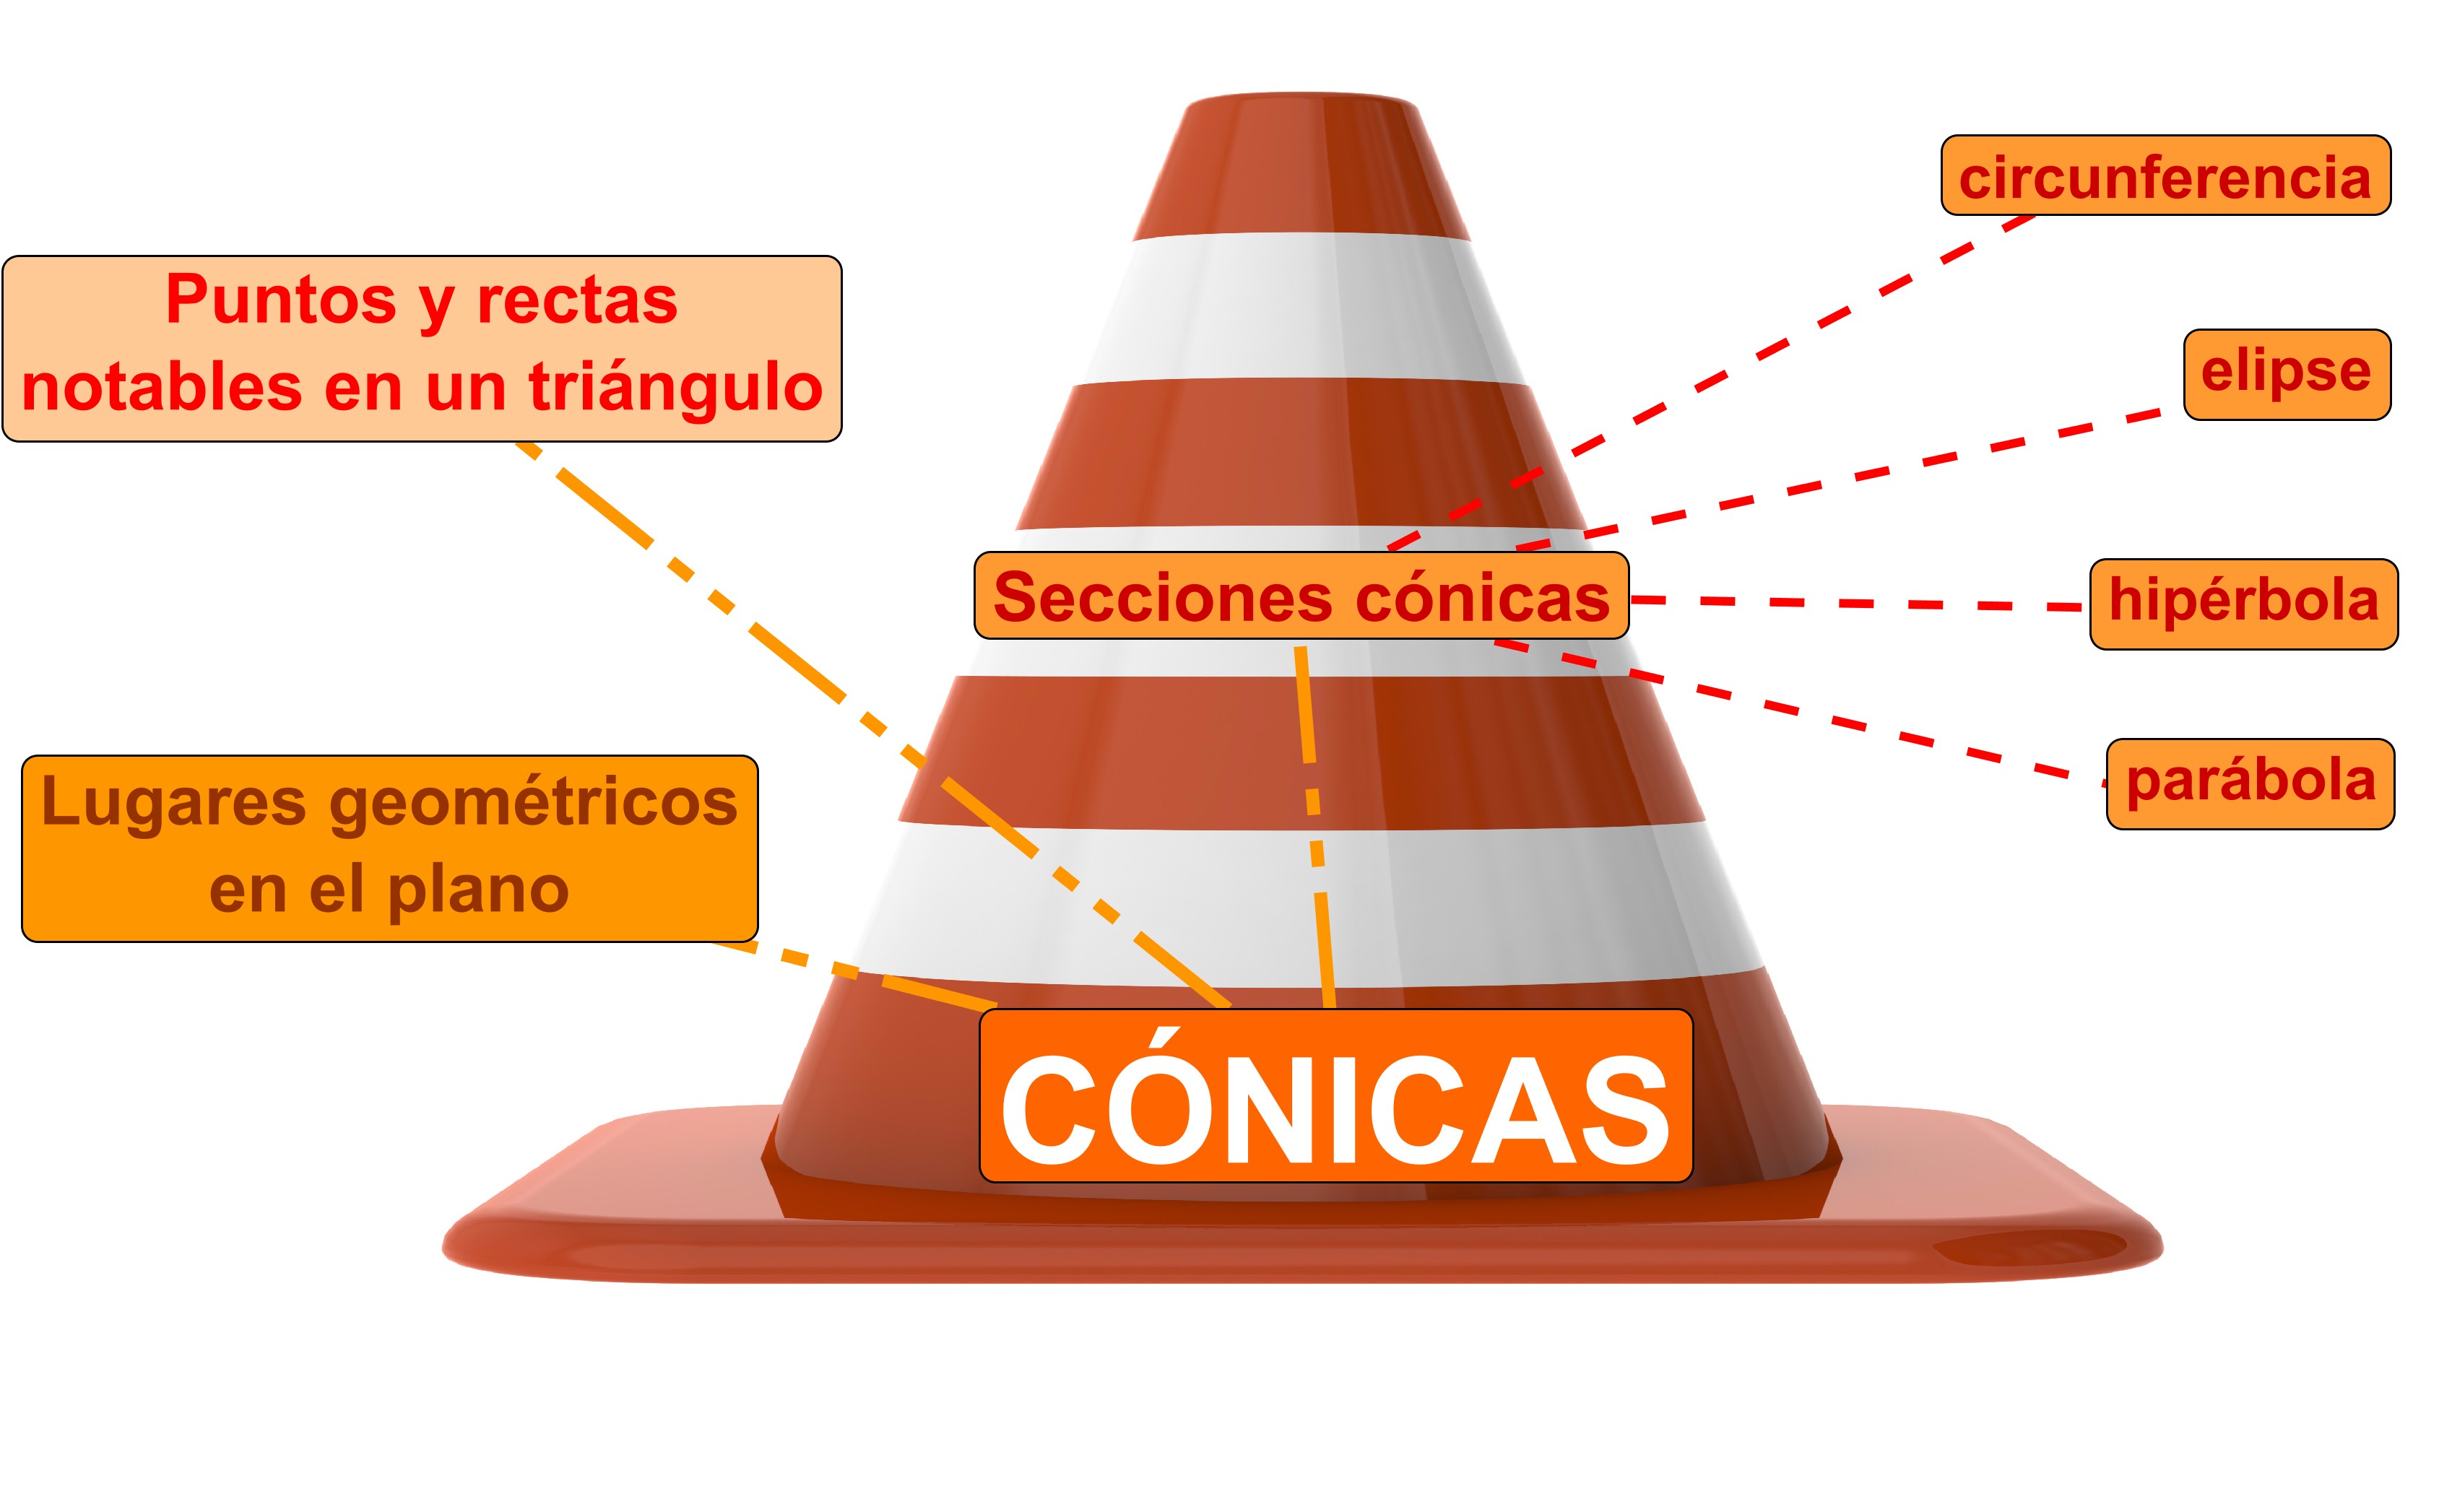 circunferencia
Puntos y rectas
notables en un triángulo
elipse
Secciones cónicas
hipérbola
parábola
Lugares geométricos
en el plano
CÓNICAS